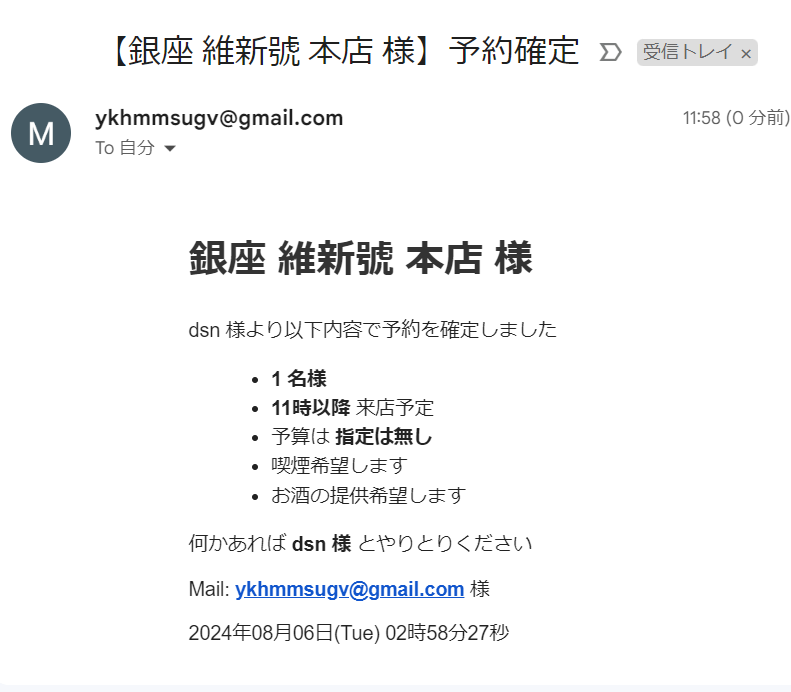 【銀座 維新號 本店 様】予約確定 受信トレイ ×
M
ykhmmsugv@gmail.com 11:58 (0 分前)
To 自分
銀座 維新號 本店 様
dsn 様より以下内容で予約を確定しました
• 1 名様
• 11時以降 来店予定
• 予算は 指定は無し
• 喫煙希望します
• お酒の提供希望します
何かあれば dsn 様 とやりとりください
Mail: ykhmmsugv@gmail.com 様
2024年08月06日(Tue) 02時58分27秒